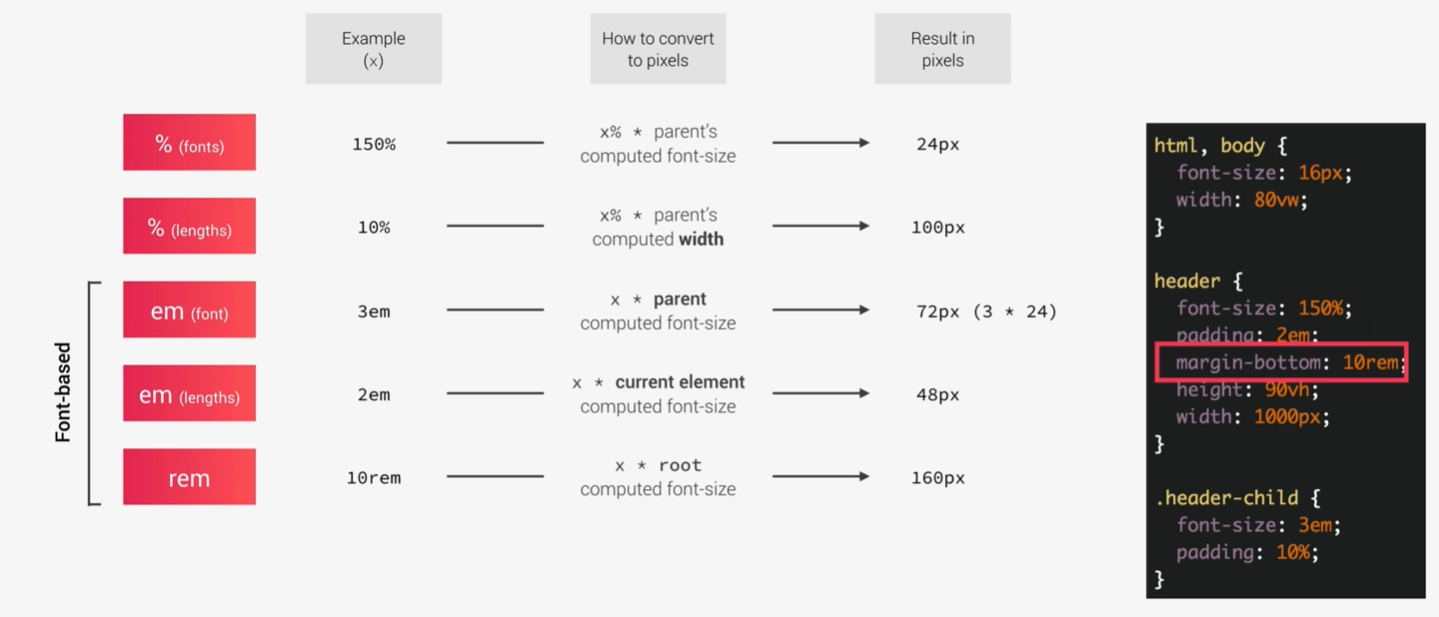 Example
(x)
How to convert
to pixels
Result in
pixels
% (fonts)
150%
x% * parent's
computed font-size
24px
% (lengths)
10%
x% * parent's
computed width
100px
Font-based
em (font)
3em
x * parent
computed font-size
72px (3 * 24)
em (lengths)
2em
x * current element
computed font-size
48px
rem
10rem
x * root
computed font-size
160px
html, body {
font-size: 16px;
width: 80vw;
}
header {
font-size: 150%;
padding: 2em;
margin-bottom: 10rem;
height: 90vh;
width: 1000px;
}
.header-child {
font-size: 3em;
padding: 10%;
}